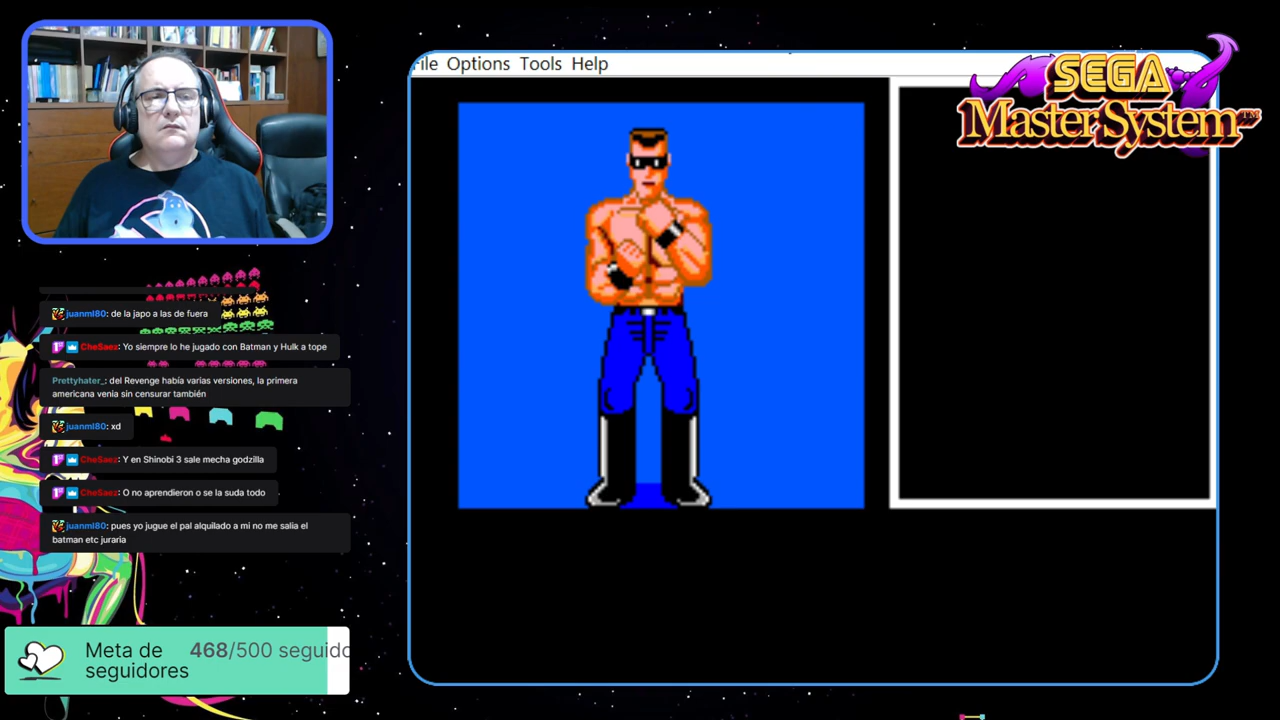 File Options Tools Help
SEGA
Master System™
juanml80: de la japo a las de fuera
CheSaez: Yo siempre lo he jugado con Batman y Hulk a tope
Prettyhater_: del Revenge había varias versiones, la primera
americana venia sin censurar también
juanml80: xd
CheSaez: Y en Shinobi 3 sale mecha godzilla
CheSaez: O no aprendieron o se la suda todo
juanml80: pues yo jugue el pal alquilado a mi no me salia el
batman etc juraria
Meta de
seguidores
468/500 seguido